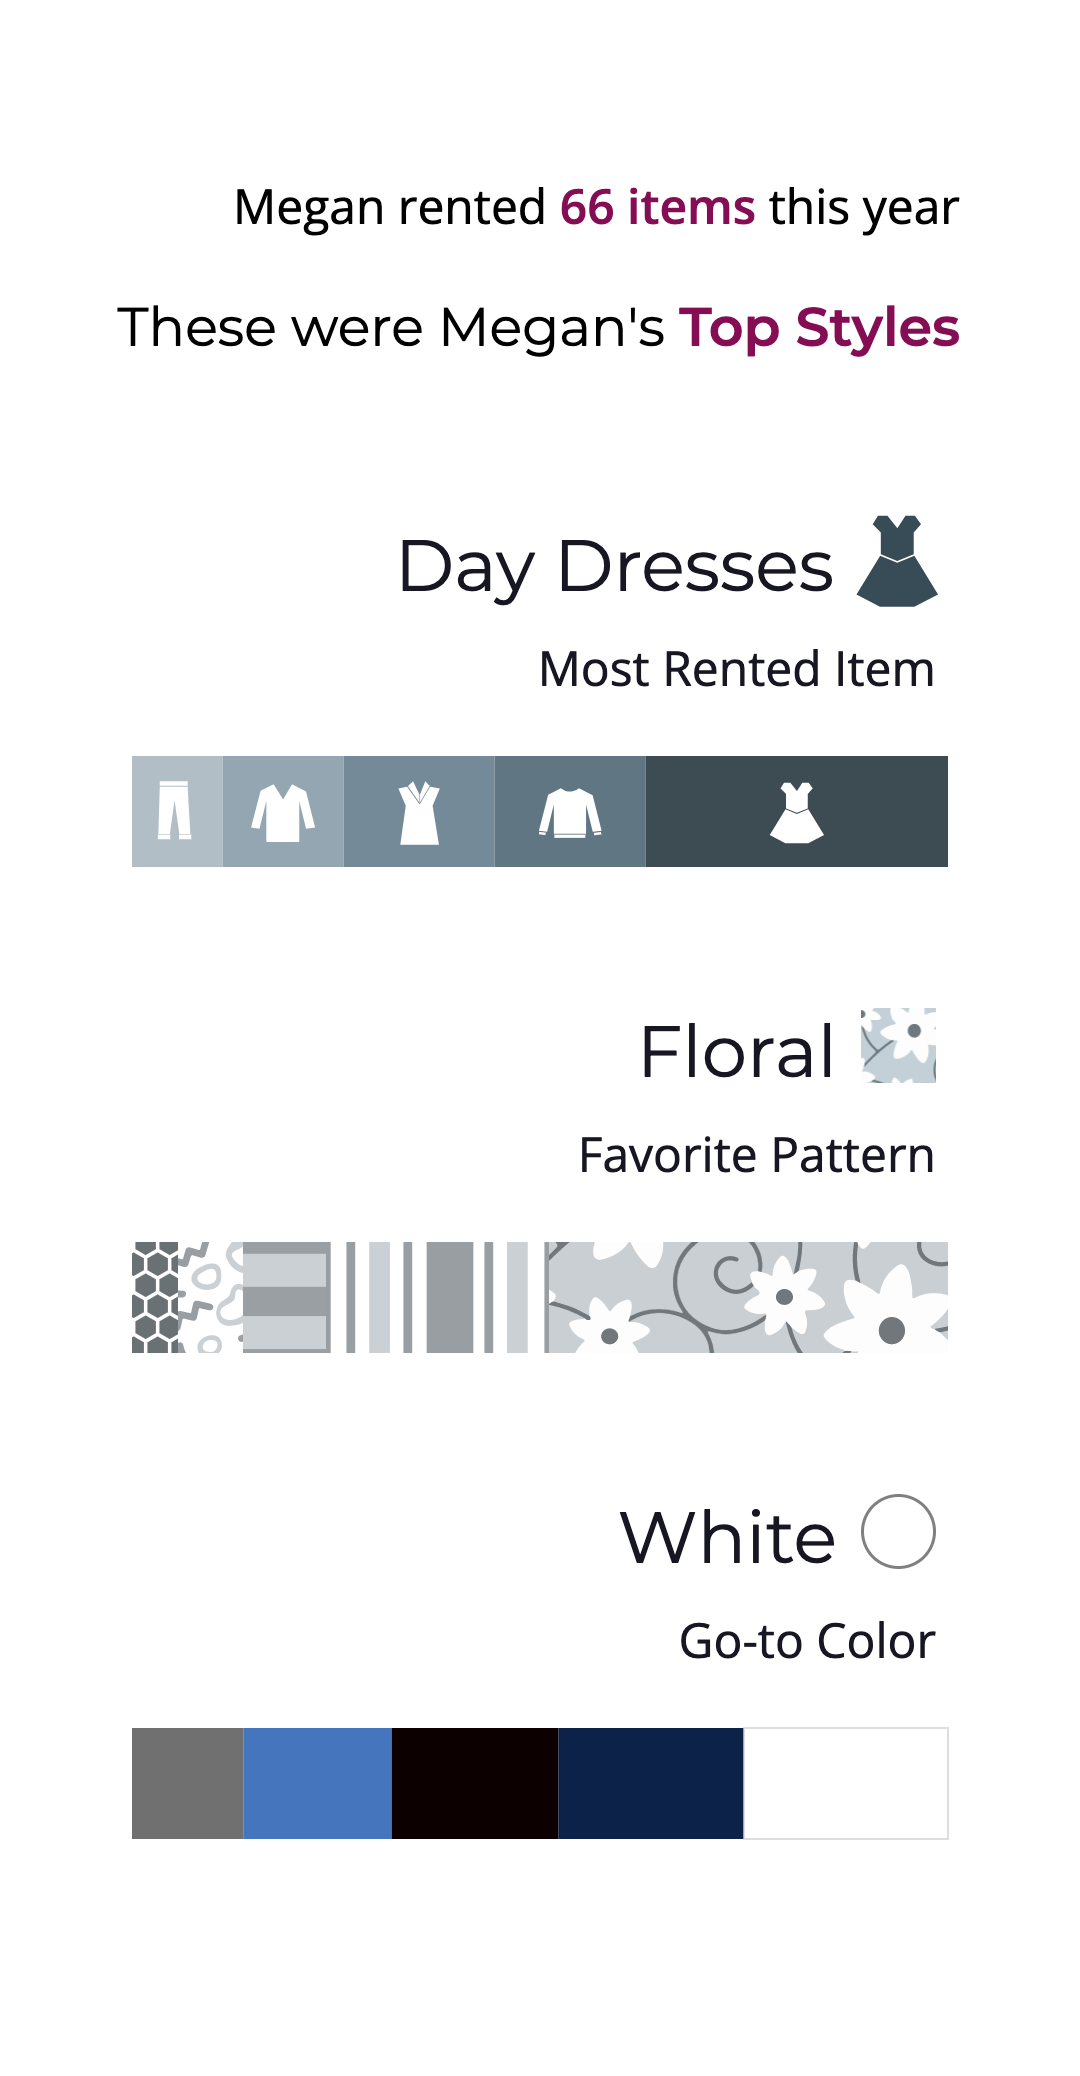 Megan rented 66 items this year
These were Megan's Top Styles
Day Dresses
Most Rented Item
Floral
Favorite Pattern
White
Go-to Color